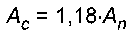 A_c = 1,18·A_n